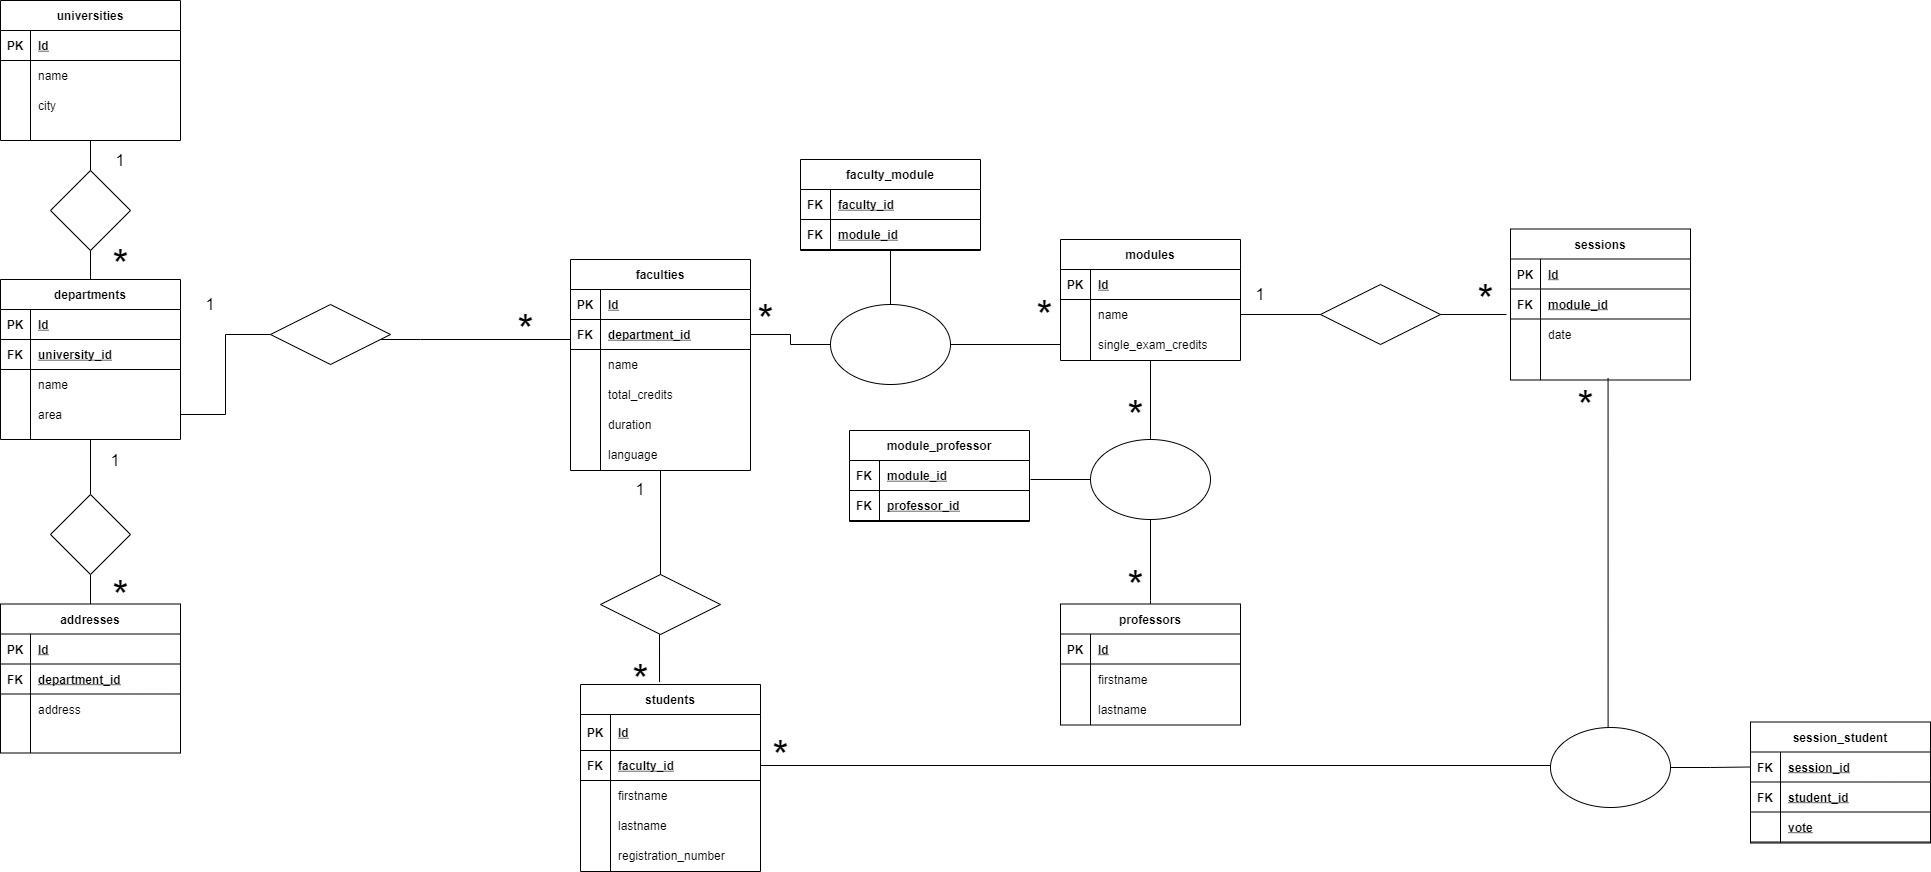 universities
PK Id
name
city
1
*
departments
PK Id
FK university_id
name
area
1
*
1
*
addresses
PK Id
FK department_id
address
faculties
PK Id
FK department_id
name
total_credits
duration
language
*
*
1
*
faculty_module
FK faculty_id
FK module_id
modules
PK Id
name
single_exam_credits
1
*
sessions
PK Id
FK module_id
date
*
*
module_professor
FK module_id
FK professor_id
*
professors
PK Id
firstname
lastname
students
PK Id
FK faculty_id
firstname
lastname
registration_number
*
session_student
FK session_id
FK student_id
vote